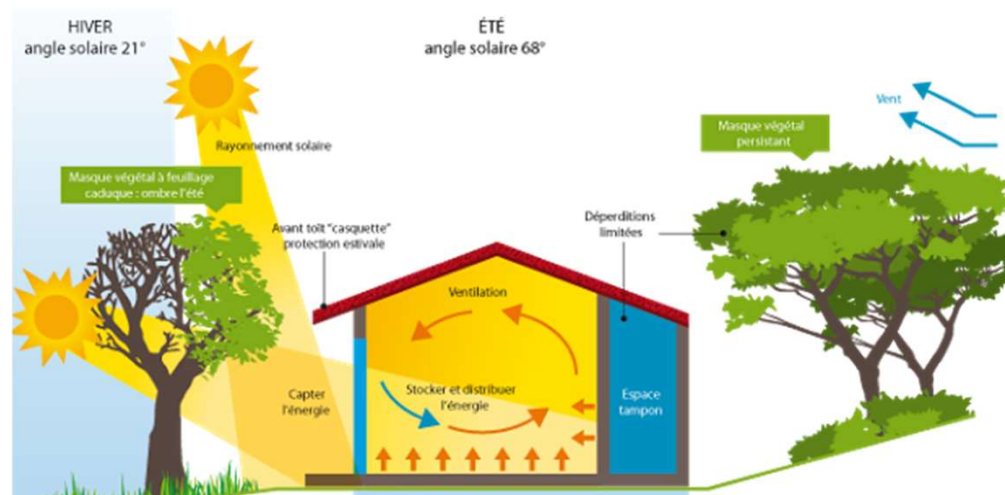 HIVER
angle solaire 21°
ÉTÉ
angle solaire 68°
Vent
Rayonnement solaire
Masque végétal
persistant
Masque végétal à feuillage
caduque : ombre l'été
Avant toît "casquette"
protection estivale
Déperditions
limitées
Ventilation
Capter
l'énergie
Stocker et distribuer
l'énergie
Espace
tampon